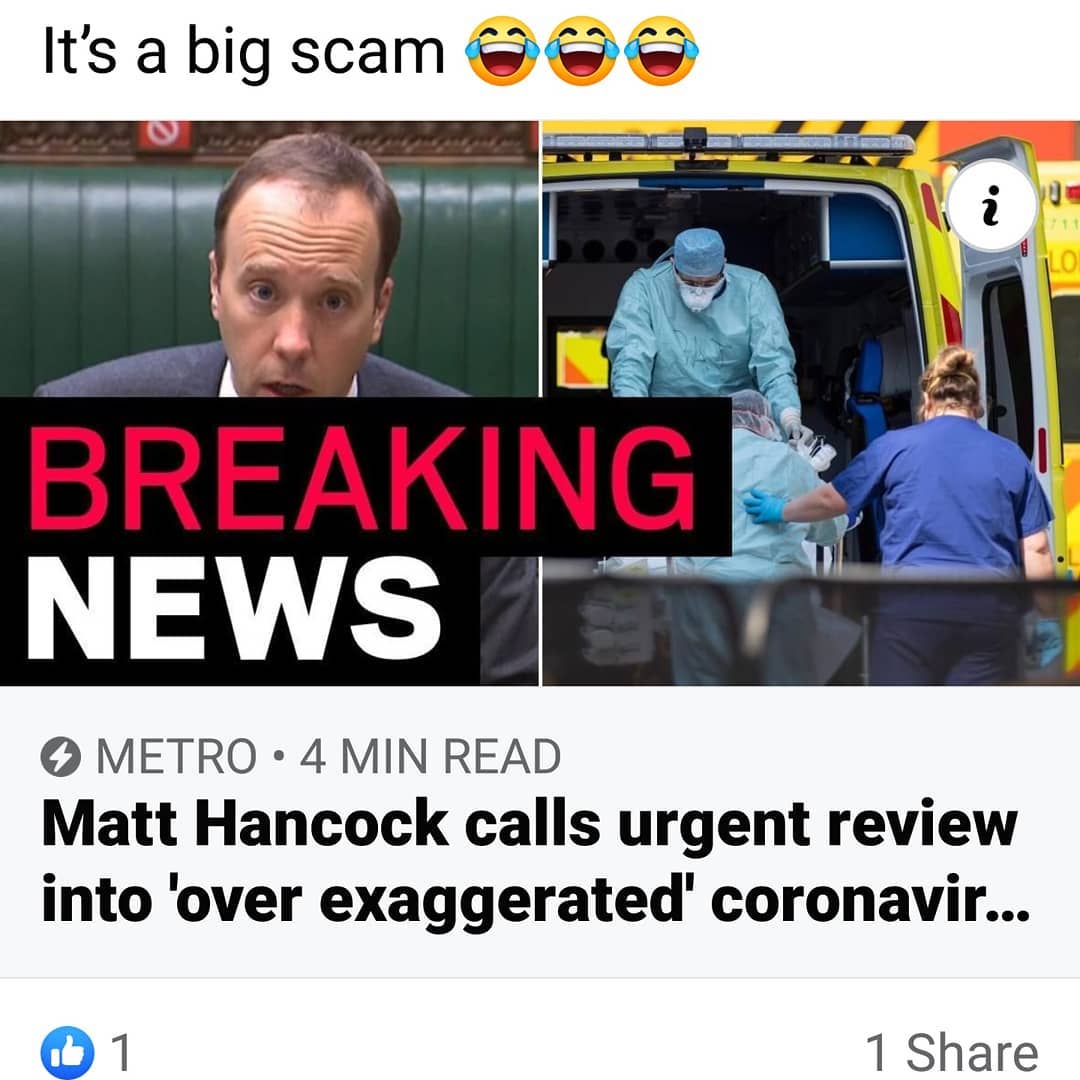 It’s a big scam 😂😂😂
i
BREAKING
NEWS
METRO • 4 MIN READ
Matt Hancock calls urgent review
into 'over exaggerated' coronavir...
1
1 Share